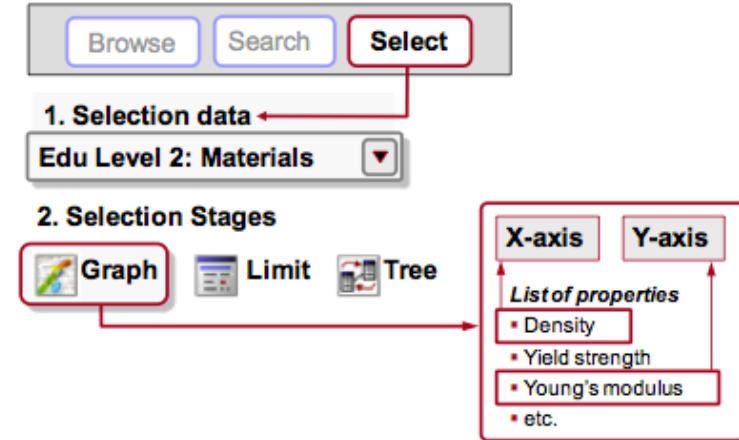 Browse Search Select
1. Selection data
Edu Level 2: Materials
2. Selection Stages
Graph Limit Tree
X-axis Y-axis
List of properties
▪ Density
▪ Yield strength
▪ Young's modulus
▪ etc.